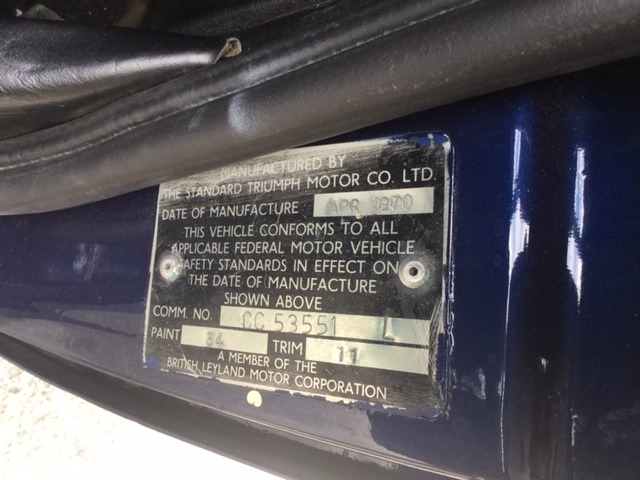 MANUFACTURED BY
THE STANDARD TRIUMPH MOTOR CO. LTD.
DATE OF MANUFACTURE APR 1970
THIS VEHICLE CONFORMS TO ALL
APPLICABLE FEDERAL MOTOR VEHICLE
SAFETY STANDARDS IN EFFECT ON
THE DATE OF MANUFACTURE
SHOWN ABOVE
COMM. NO. CC 53551 L
PAINT 34 TRIM 11
A MEMBER OF THE
BRITISH LEYLAND MOTOR CORPORATION